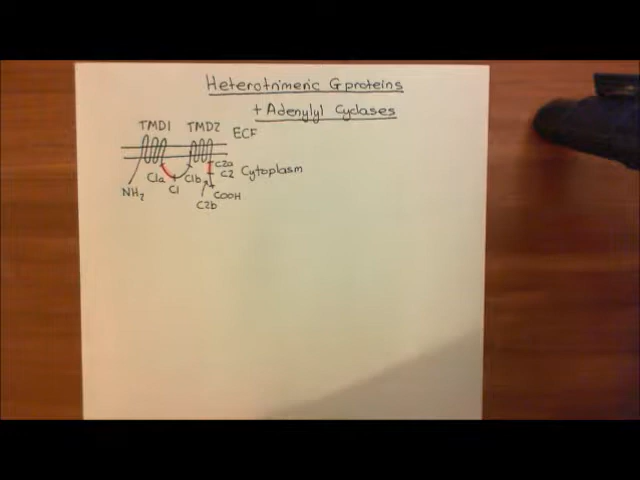 Heterotrimeric G proteins
+ Adenylyl Cyclases
TMD1 TMD2 ECF
C2a
C1a C1b C2 Cytoplasm
NH2 C1 COOH
C2b